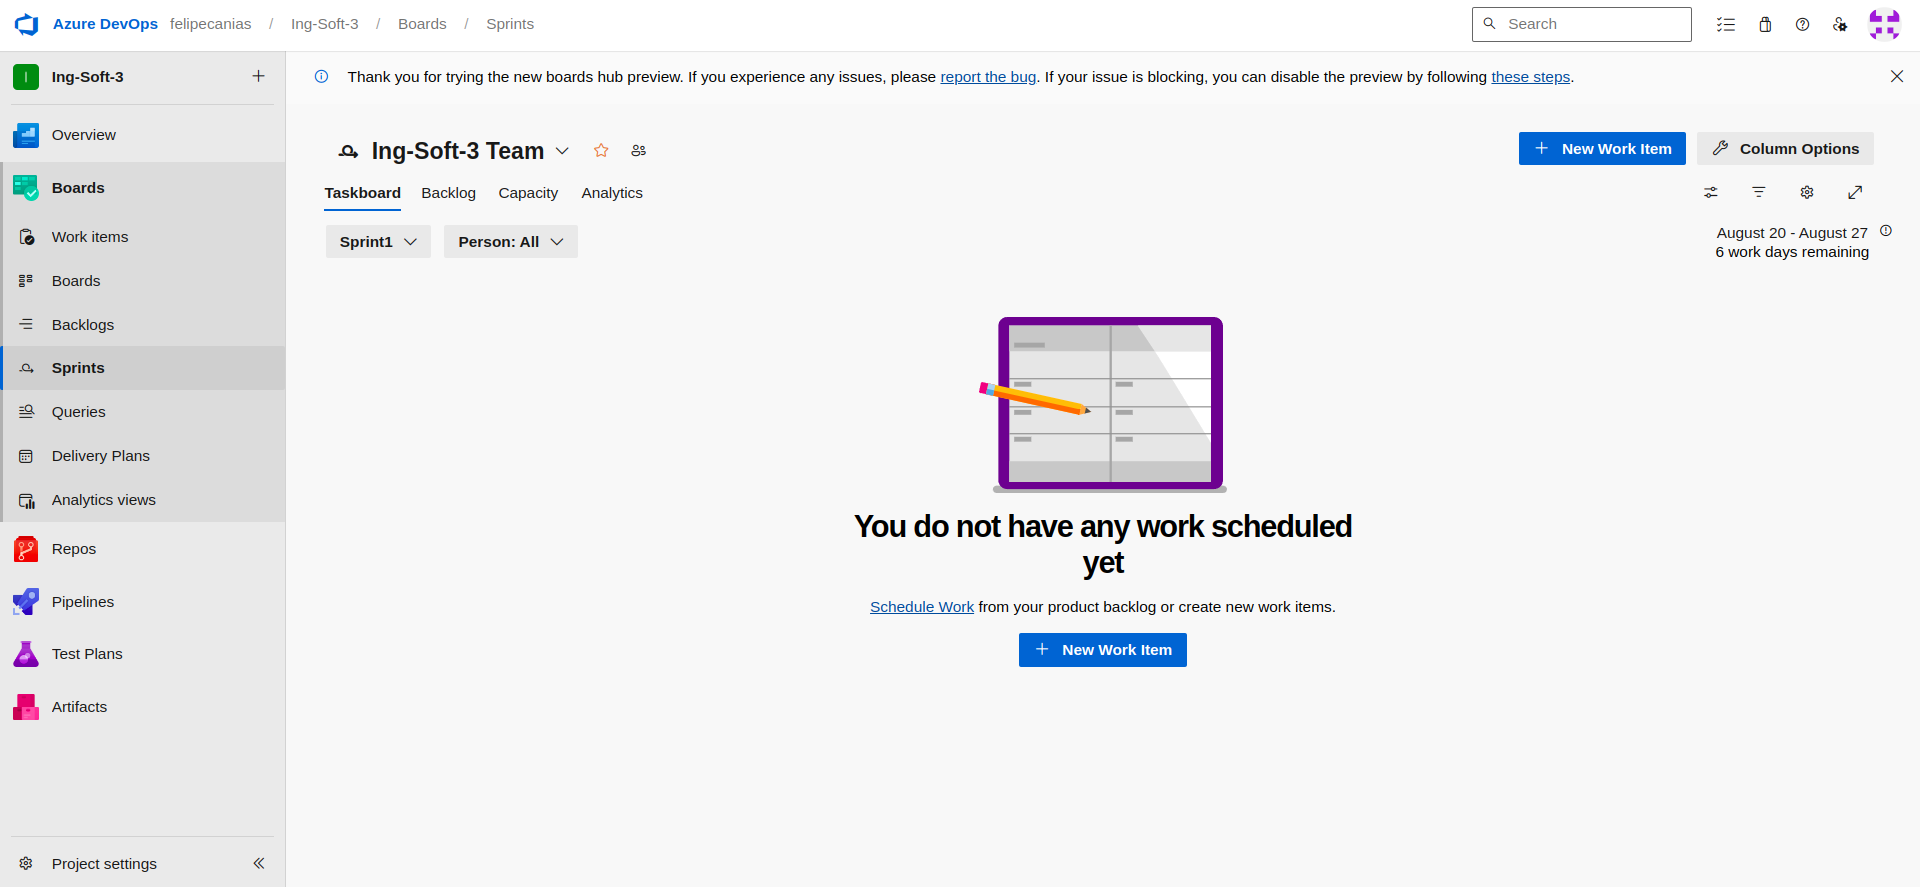 Azure DevOps felipecanias / Ing-Soft-3 / Boards / Sprints
Search
I Ing-Soft-3
Thank you for trying the new boards hub preview. If you experience any issues, please report the bug. If your issue is blocking, you can disable the preview by following these steps.
Overview
Boards
Work items
Boards
Backlogs
Sprints
Queries
Delivery Plans
Analytics views
Repos
Pipelines
Test Plans
Artifacts
Project settings
Ing-Soft-3 Team
New Work Item
Column Options
Taskboard Backlog Capacity Analytics
Sprint1
Person: All
August 20 - August 27
6 work days remaining
You do not have any work scheduled
yet
Schedule Work from your product backlog or create new work items.
New Work Item